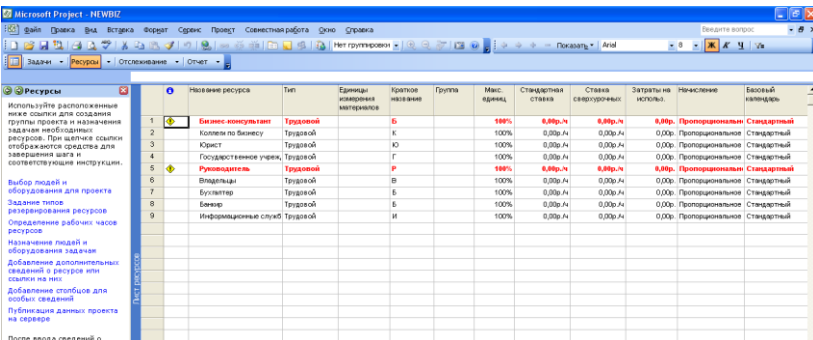 Microsoft Project - NEWBIZ
Файл Правка Вид Вставка Формат Сервис Проект Совместная работа Окно Справка Введите вопрос
Нет группировки Показать Arial 8 Ж К Ч
Задачи Ресурсы Отслеживание Отчет
Ресурсы
Используйте расположенные
ниже ссылки для создания
группы проекта и назначения
задачам необходимых
ресурсов. При щелчке ссылки
отображаются средства для
завершения шага и
соответствующие инструкции.
Выбор людей и
оборудования для проекта
Задание типов
резервирования ресурсов
Определение рабочих часов
ресурсов
Назначение людей и
оборудования задачам
Добавление дополнительных
сведений о ресурсе или
ссылки на них
Добавление столбцов для
особых сведений
Публикация данных проекта
на сервере
После ввода сведений о
Лист ресурсов
Название ресурса Тип Единицы измерения материалов Краткое название Группа Макс. единиц Стандартная ставка Ставка сверхурочных Затраты на использ. Начисление Базовый календарь
1 Бизнес-консультант Трудовой Б 100% 0,00р./ч 0,00р./ч 0,00р. Пропорциональн Стандартный
2 Коллеги по бизнесу Трудовой К 100% 0,00р./ч 0,00р./ч 0,00р. Пропорциональное Стандартный
3 Юрист Трудовой Ю 100% 0,00р./ч 0,00р./ч 0,00р. Пропорциональное Стандартный
4 Государственное учреж Трудовой Г 100% 0,00р./ч 0,00р./ч 0,00р. Пропорциональное Стандартный
5 Руководитель Трудовой Р 100% 0,00р./ч 0,00р./ч 0,00р. Пропорциональн Стандартный
6 Владельцы Трудовой В 100% 0,00р./ч 0,00р./ч 0,00р. Пропорциональное Стандартный
7 Бухгалтер Трудовой Б 100% 0,00р./ч 0,00р./ч 0,00р. Пропорциональное Стандартный
8 Банкир Трудовой Б 100% 0,00р./ч 0,00р./ч 0,00р. Пропорциональное Стандартный
9 Информационные служб Трудовой И 100% 0,00р./ч 0,00р./ч 0,00р. Пропорциональное Стандартный